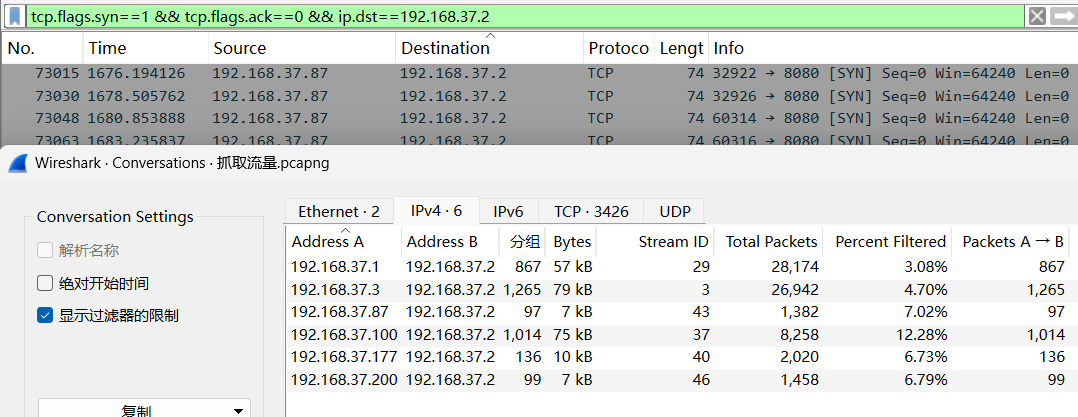 tcp.flags.syn==1 && tcp.flags.ack==0 && ip.dst==192.168.37.2
No. Time Source Destination Protoco Lengt Info
73015 1676.194126 192.168.37.87 192.168.37.2 TCP 74 32922 → 8080 [SYN] Seq=0 Win=64240 Len=0
73030 1678.505762 192.168.37.87 192.168.37.2 TCP 74 32926 → 8080 [SYN] Seq=0 Win=64240 Len=0
73048 1680.853888 192.168.37.87 192.168.37.2 TCP 74 60314 → 8080 [SYN] Seq=0 Win=64240 Len=0
73063 1683.235837 192.168.37.87 192.168.37.2 TCP 74 60316 → 8080 [SYN] Seq=0 Win=64240 Len=0
Wireshark · Conversations · 抓取流量.pcapng
Conversation Settings
解析名称
绝对开始时间
显示过滤器的限制
复制
Ethernet · 2 IPv4 · 6 IPv6 TCP · 3426 UDP
Address A Address B 分组 Bytes Stream ID Total Packets Percent Filtered Packets A → B
192.168.37.1 192.168.37.2 867 57 kB 29 28,174 3.08% 867
192.168.37.3 192.168.37.2 1,265 79 kB 3 26,942 4.70% 1,265
192.168.37.87 192.168.37.2 97 7 kB 43 1,382 7.02% 97
192.168.37.100 192.168.37.2 1,014 75 kB 37 8,258 12.28% 1,014
192.168.37.177 192.168.37.2 136 10 kB 40 2,020 6.73% 136
192.168.37.200 192.168.37.2 99 7 kB 46 1,458 6.79% 99